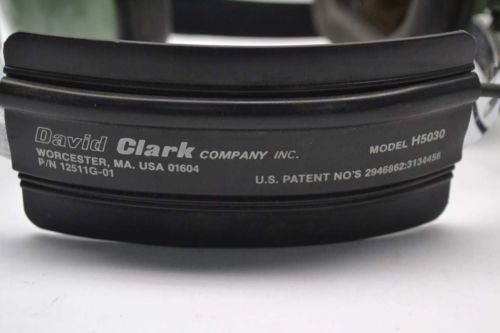 David Clark COMPANY INC.
WORCESTER, MA. USA 01604
P/N 12511G-01
MODEL H5030
U.S. PATENT NO'S 2946862:3134456